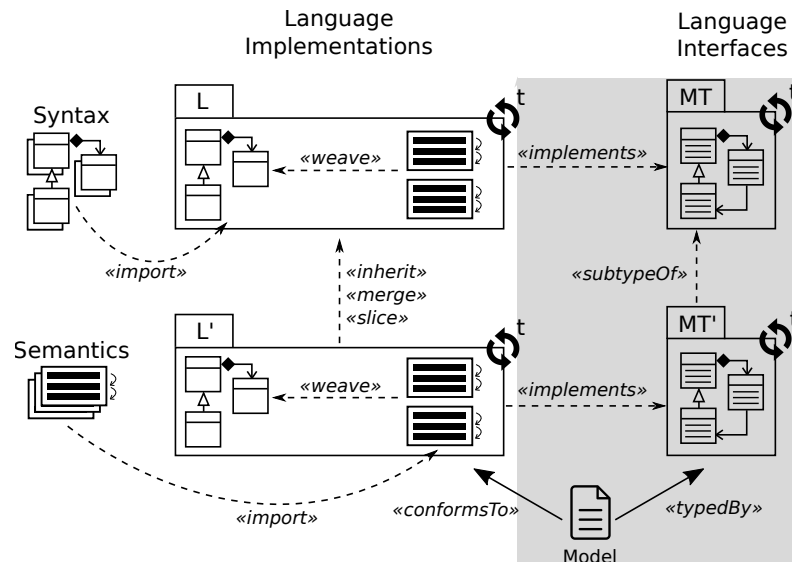 Language
Implementations
Language
Interfaces
L
t
MT
t
Syntax
«weave»
«implements»
«import»
«inherit»
«merge»
«slice»
«subtypeOf»
L'
t
MT'
t
Semantics
«weave»
«implements»
«import»
«conformsTo»
«typedBy»
Model